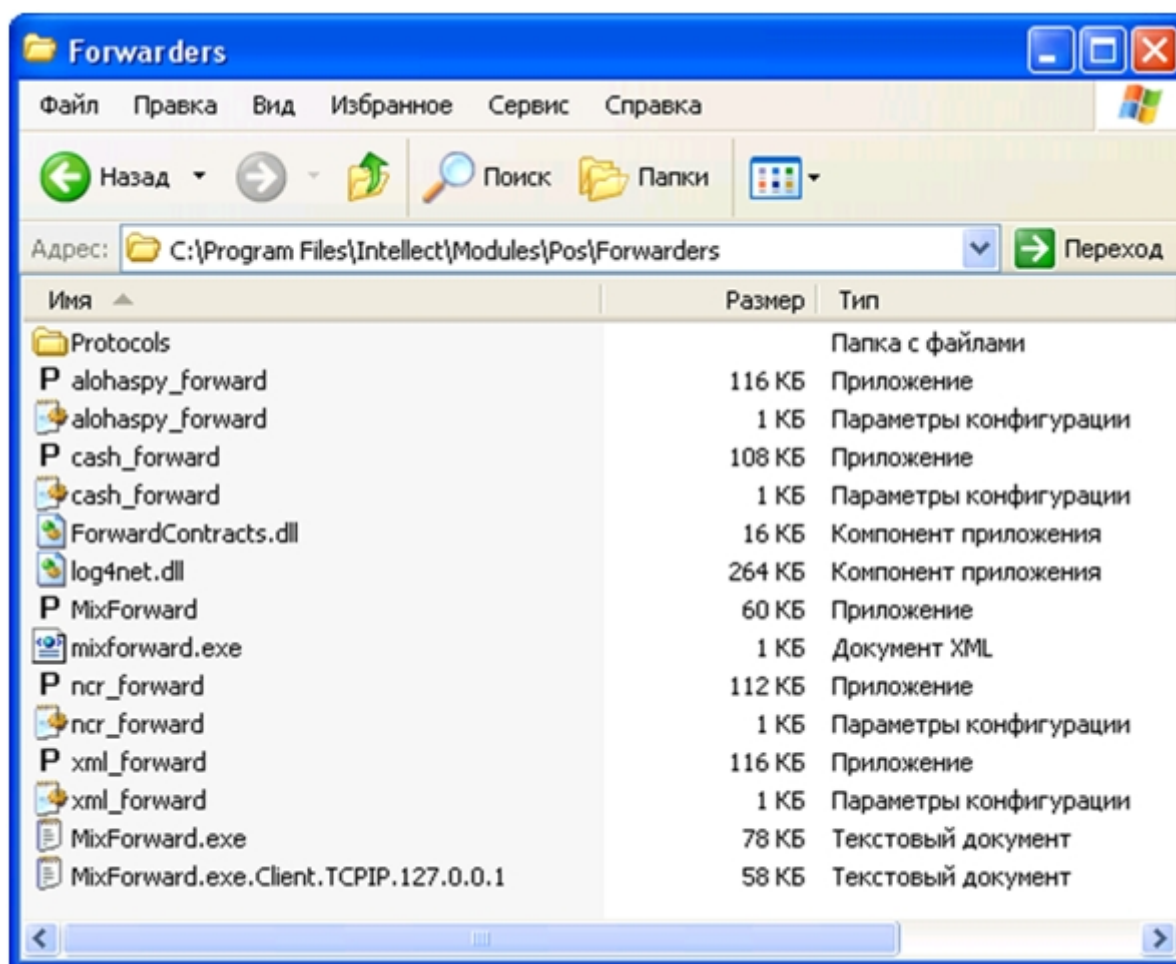 Forwarders
Файл Правка Вид Избранное Сервис Справка
Назад Поиск Папки
Адрес: C:\Program Files\Intellect\Modules\Pos\Forwarders Переход
Имя Размер Тип
Protocols Папка с файлами
P alohaspy_forward 116 КБ Приложение
alohaspy_forward 1 КБ Параметры конфигурации
P cash_forward 108 КБ Приложение
cash_forward 1 КБ Параметры конфигурации
ForwardContracts.dll 16 КБ Компонент приложения
log4net.dll 264 КБ Компонент приложения
P MixForward 60 КБ Приложение
mixforward.exe 1 КБ Документ XML
P ncr_forward 112 КБ Приложение
ncr_forward 1 КБ Параметры конфигурации
P xml_forward 116 КБ Приложение
xml_forward 1 КБ Параметры конфигурации
MixForward.exe 78 КБ Текстовый документ
MixForward.exe.Client.TCPIP.127.0.0.1 58 КБ Текстовый документ